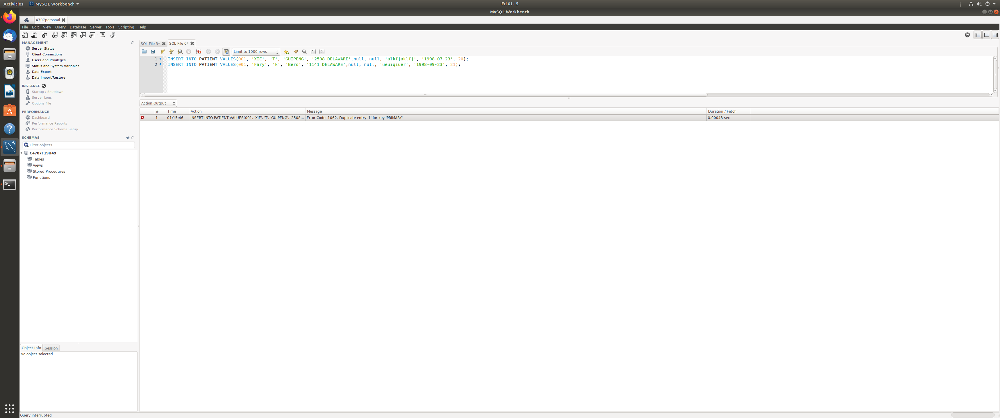 Activities MySQL Workbench Fri 01:15
MySQL Workbench
4707personal
File Edit View Query Database Server Tools Scripting Help
MANAGEMENT
Server Status
Client Connections
Users and Privileges
Status and System Variables
Data Export
Data Import/Restore
INSTANCE
Startup / Shutdown
Server Logs
Options File
PERFORMANCE
Dashboard
Performance Reports
Performance Schema Setup
SCHEMAS
Filter objects
C4707F19U49
Tables
Views
Stored Procedures
Functions
Object Info Session
No object selected
Query interrupted
SQL File 3* SQL File 6*
Limit to 1000 rows
1 INSERT INTO PATIENT VALUES(001, 'XIE', 'T', 'GUIPENG', '2508 DELAWARE',null, null, 'alkfjaklfj', '1998-07-23', 20);
2 INSERT INTO PATIENT VALUES(001, 'Fary', 'k', 'Berd', '1141 DELAWARE',null, null, 'ueuiqiuer', '1998-09-23', 21);
Action Output
# Time Action Message Duration / Fetch
1 01:15:46 INSERT INTO PATIENT VALUES(001, 'XIE', 'T', 'GUIPENG', '2508... Error Code: 1062. Duplicate entry '1' for key 'PRIMARY' 0.00043 sec